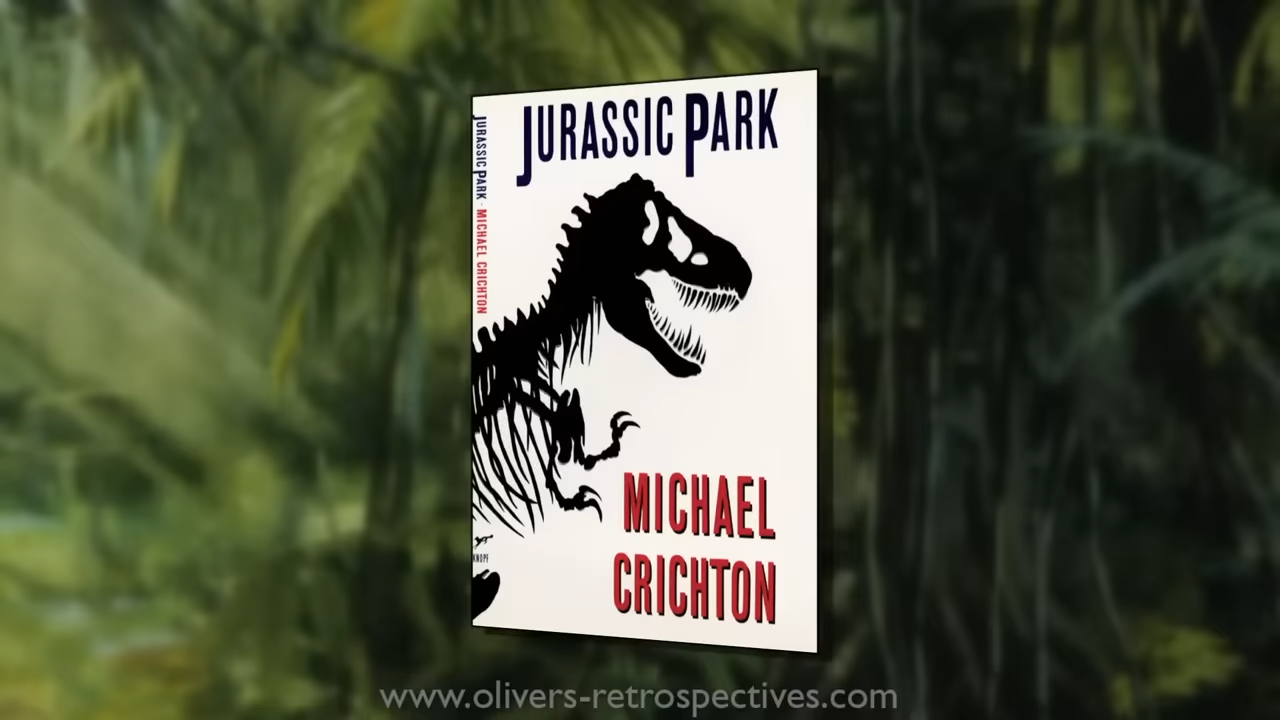 JURASSIC PARK
JURASSIC PARK · MICHAEL CRICHTON
MICHAEL
CRICHTON
KNOPF
www.olivers-retrospectives.com